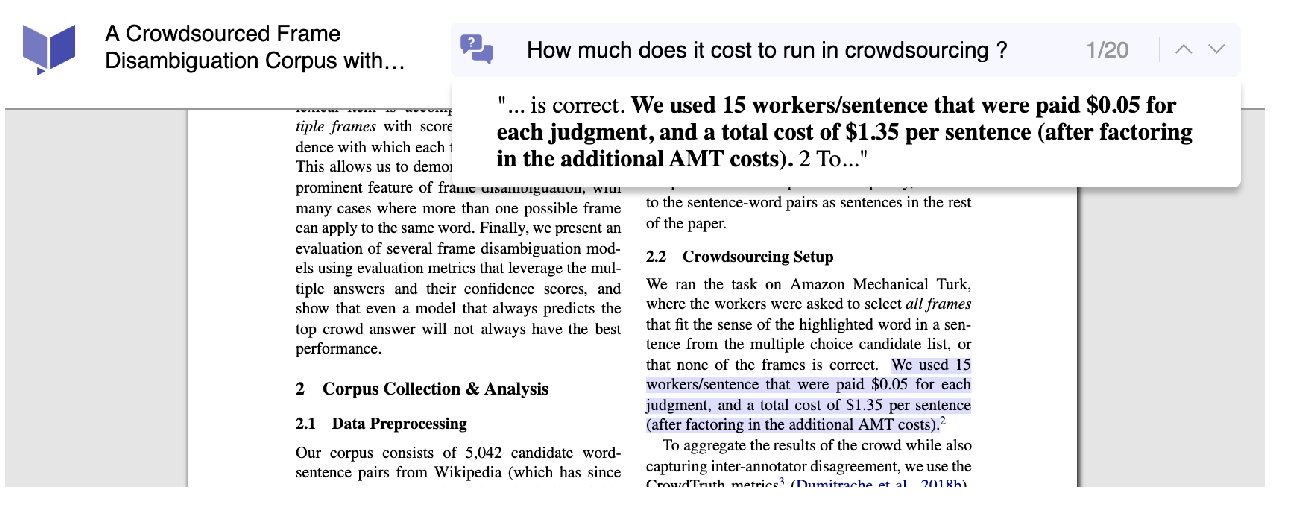 A Crowdsourced Frame
Disambiguation Corpus with...
How much does it cost to run in crowdsourcing ?
1/20
"... is correct. We used 15 workers/sentence that were paid $0.05 for
each judgment, and a total cost of $1.35 per sentence (after factoring
in the additional AMT costs). 2 To..."
tiple frames with score
dence with which each
This allows us to demo
prominent feature of frame disambiguation, with
many cases where more than one possible frame
can apply to the same word. Finally, we present an
evaluation of several frame disambiguation mod-
els using evaluation metrics that leverage the mul-
tiple answers and their confidence scores, and
show that even a model that always predicts the
top crowd answer will not always have the best
performance.
2 Corpus Collection & Analysis
2.1 Data Preprocessing
Our corpus consists of 5,042 candidate word-
sentence pairs from Wikipedia (which has since
to the sentence-word pairs as sentences in the rest
of the paper.
2.2 Crowdsourcing Setup
We ran the task on Amazon Mechanical Turk,
where the workers were asked to select all frames
that fit the sense of the highlighted word in a sen-
tence from the multiple choice candidate list, or
that none of the frames is correct. We used 15
workers/sentence that were paid $0.05 for each
judgment, and a total cost of $1.35 per sentence
(after factoring in the additional AMT costs).2
To aggregate the results of the crowd while also
capturing inter-annotator disagreement, we use the
CrowdTruth metrics3 (Dumitrache et al., 2018b),